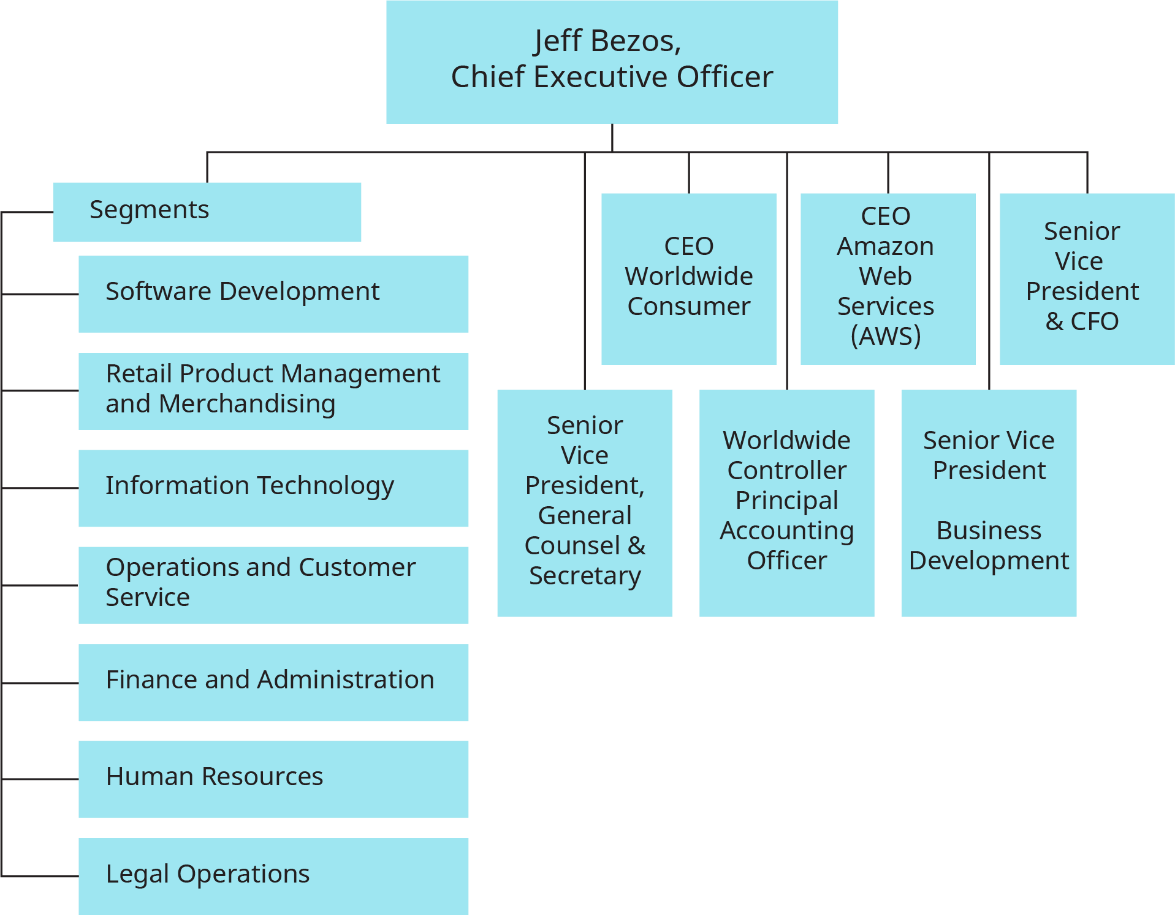 Jeff Bezos,
Chief Executive Officer
Segments
Software Development
Retail Product Management
and Merchandising
Information Technology
Operations and Customer
Service
Finance and Administration
Human Resources
Legal Operations
CEO
Worldwide
Consumer
CEO
Amazon
Web
Services
(AWS)
Senior
Vice
President
& CFO
Senior
Vice
President,
General
Counsel &
Secretary
Worldwide
Controller
Principal
Accounting
Officer
Senior Vice
President
Business
Development